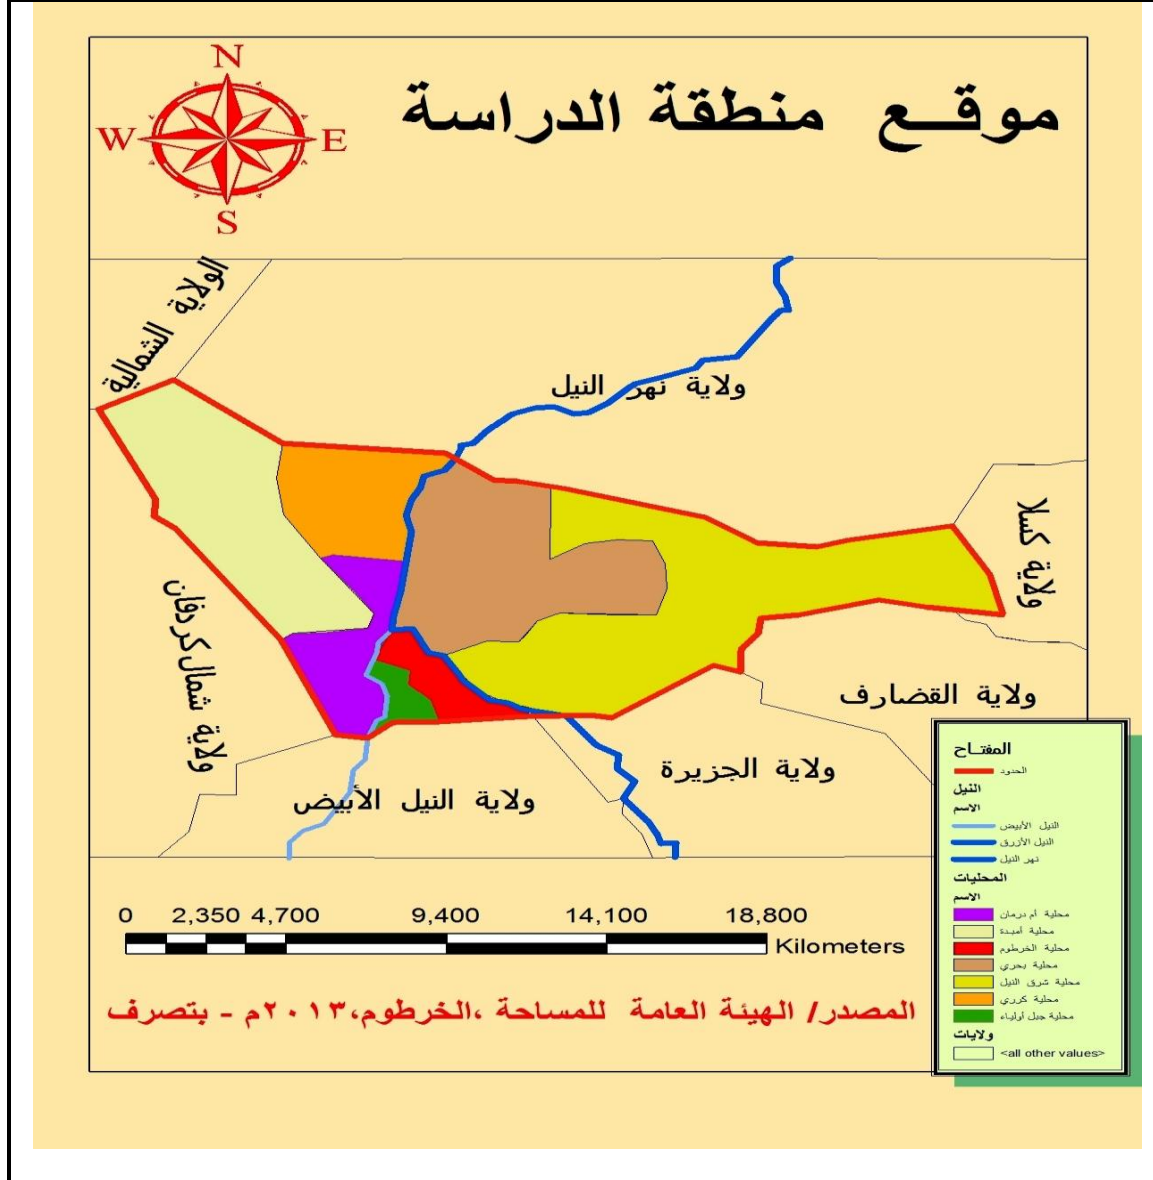 N
W E
S
موقـــع منطقة الدراسة
الولاية الشمالية
ولاية نهر النيل
ولاية كسلا
ولاية شمال كردفان
ولاية القضارف
ولاية الجزيرة
ولاية النيل الأبيض
المفتــاح
الحدود
النيل
الاسم
النيل الأبيض
النيل الأزرق
نهر النيل
المحليات
الاسم
محلية أم درمان
محلية أمبدة
محلية الخرطوم
محلية بحري
محلية شرق النيل
محلية كرري
محلية جبل أولياء
ولايات
<all other values>
0 2,350 4,700 9,400 14,100 18,800
Kilometers
المصدر/ الهيئة العامة للمساحة ،الخرطوم،٢٠١٣م - بتصرف